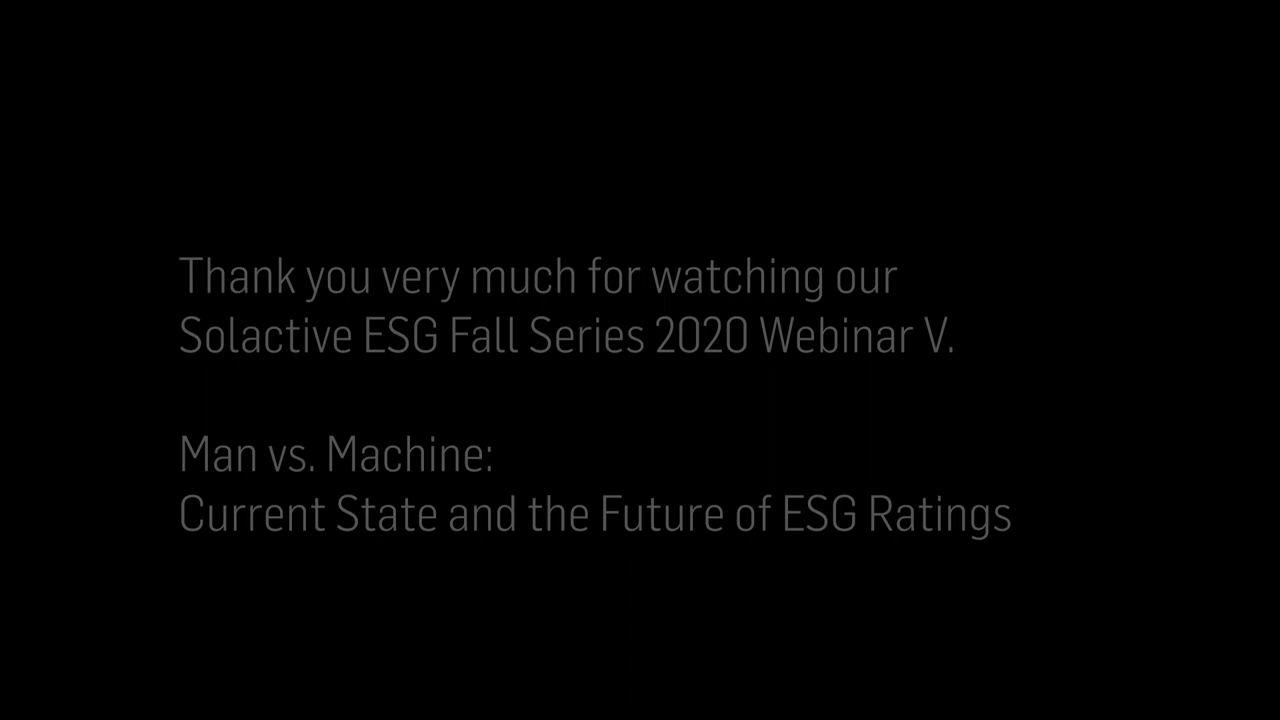 Thank you very much for watching our
Solactive ESG Fall Series 2020 Webinar V.
Man vs. Machine:
Current State and the Future of ESG Ratings